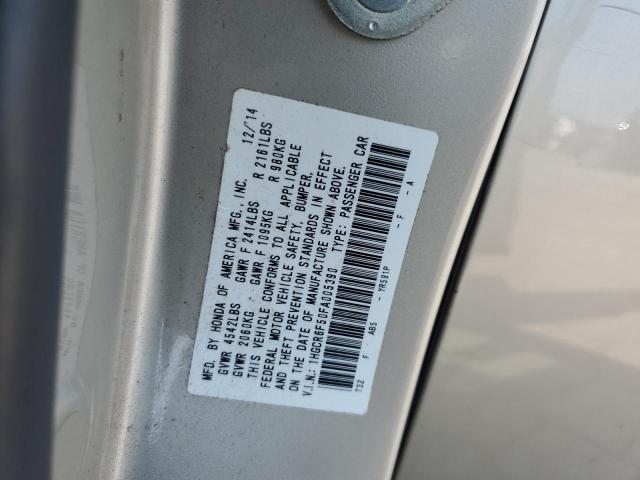 MFD. BY HONDA OF AMERICA MFG., INC. 12/'14
GVWR 4542LBS GAWR F 2414LBS R 2161LBS
GVWR 2060KG GAWR F 1095KG R 980KG
THIS VEHICLE CONFORMS TO ALL APPLICABLE
FEDERAL MOTOR VEHICLE SAFETY, BUMPER,
AND THEFT PREVENTION STANDARDS IN EFFECT
ON THE DATE OF MANUFACTURE SHOWN ABOVE.
V.I.N.: 1HGCR6F50FA005390 TYPE: PASSENGER CAR
T3Z F ABS - YR591P - F - A